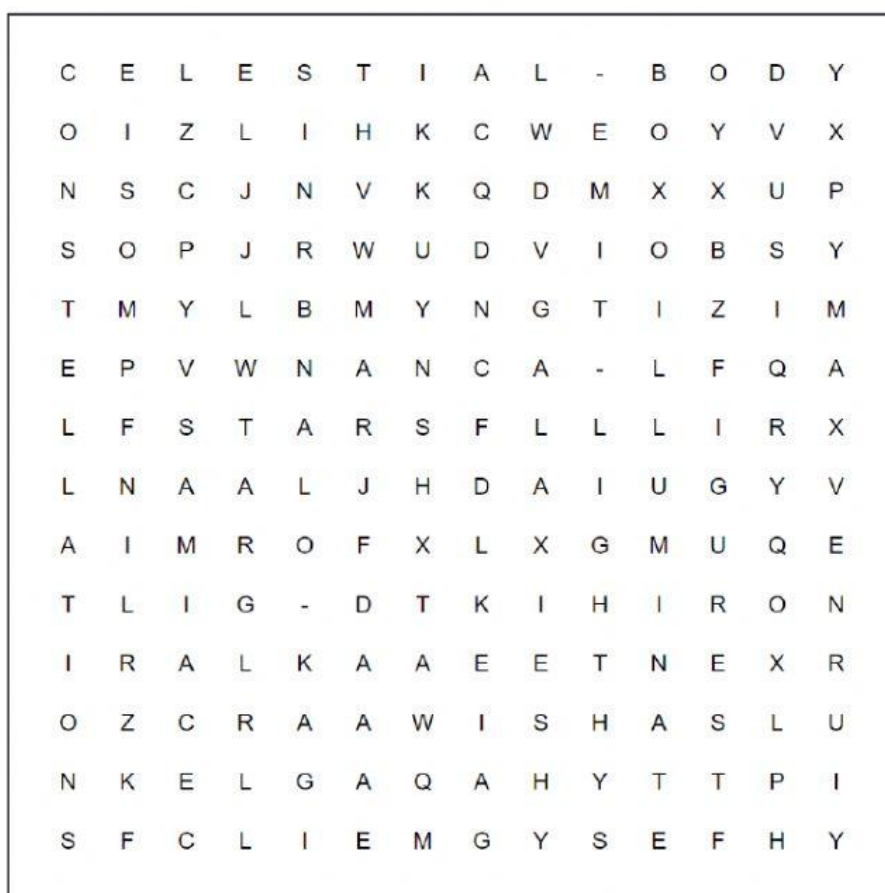 C E L E S T I A L - B O D Y
O I Z L I H K C W E O Y V X
N S C J N V K Q D M X X U P
S O P J R W U D V I O B S Y
T M Y L B M Y N G T I Z I M
E P V W N A N C A - L F Q A
L F S T A R S F L L L I R X
L N A A L J H D A I U G Y V
A I M R O F X L X G M U Q E
T L I G - D T K I H I R O N
I R A L K A A E E T N E X R
O Z C R A A W I S H A S L U
N K E L G A Q A H Y T T P I
S F C L I E M G Y S E F H Y